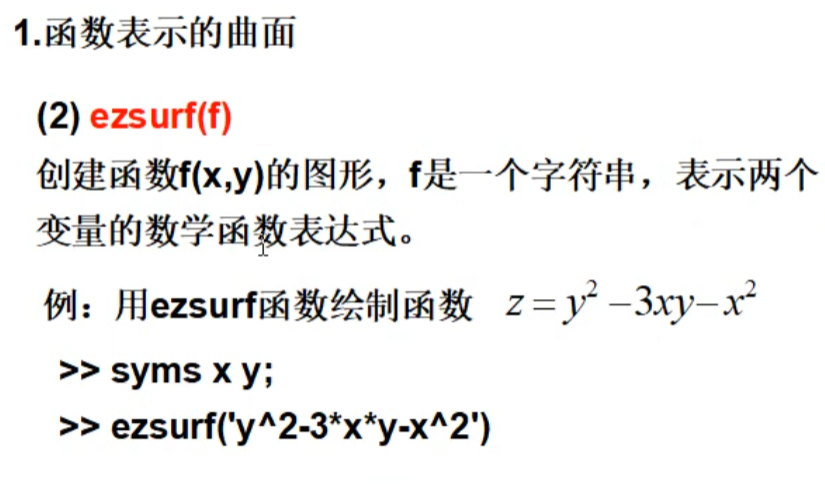 1.函数表示的曲面
(2) ezsurf(f)
创建函数f(x,y)的图形，f是一个字符串，表示两个
变量的数学函数表达式。
例：用ezsurf函数绘制函数 z = y² −3xy− x²
>> syms x y;
>> ezsurf('y^2-3*x*y-x^2')